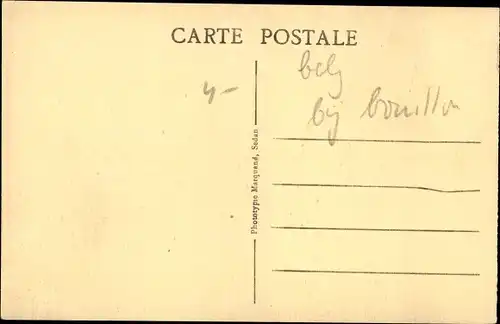 CARTE POSTALE
4-
belg
bij bouillon
Phototypie Marquand, Sedan